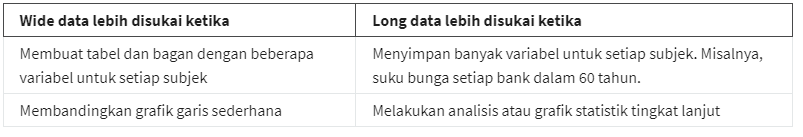 Wide data lebih disukai ketika
Long data lebih disukai ketika
Membuat tabel dan bagan dengan beberapa
variabel untuk setiap subjek
Menyimpan banyak variabel untuk setiap subjek. Misalnya,
suku bunga setiap bank dalam 60 tahun.
Membandingkan grafik garis sederhana
Melakukan analisis atau grafik statistik tingkat lanjut